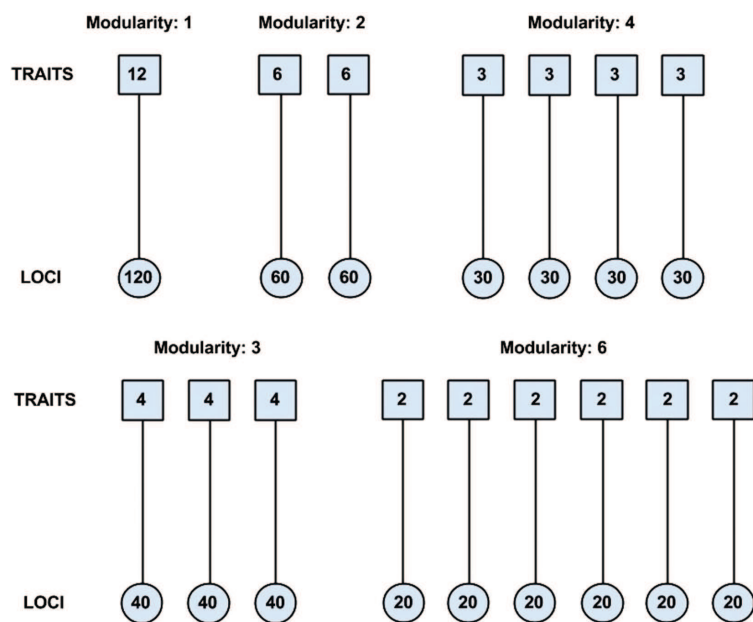 Modularity: 1 Modularity: 2 Modularity: 4
TRAITS 12 6 6 3 3 3 3
LOCI 120 60 60 30 30 30 30
Modularity: 3 Modularity: 6
TRAITS 4 4 4 2 2 2 2 2 2
LOCI 40 40 40 20 20 20 20 20 20